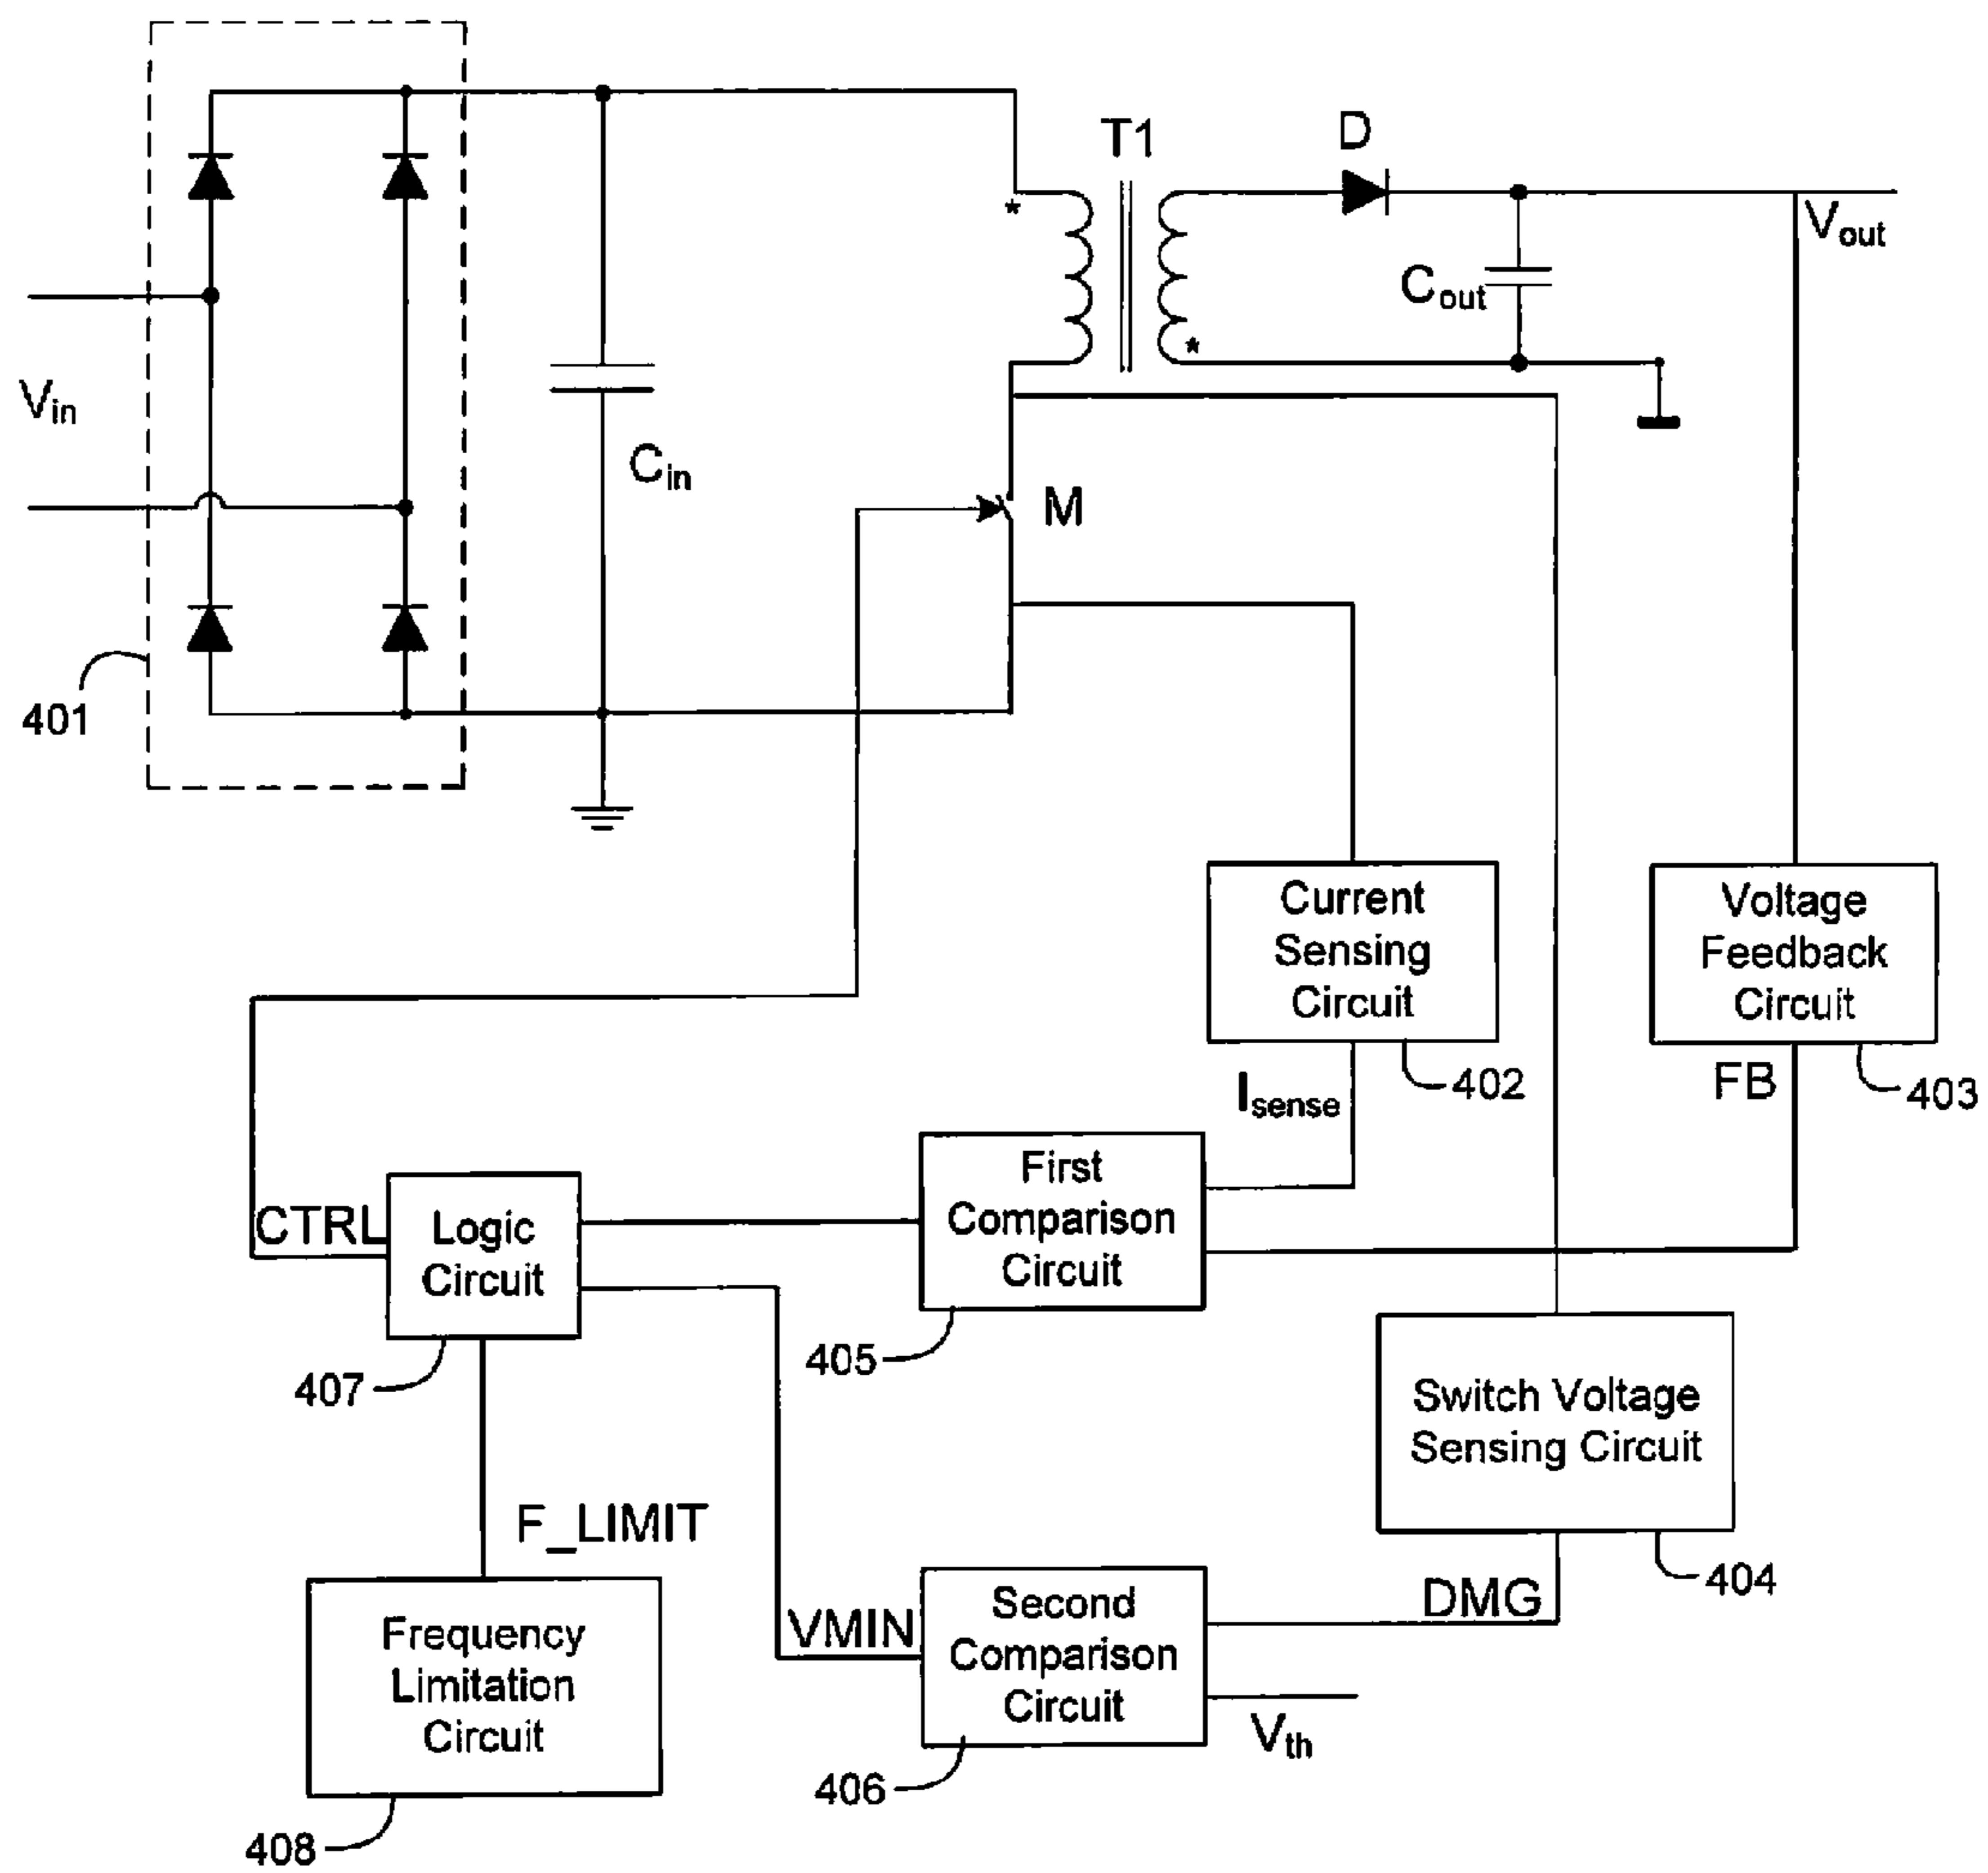 T1
D
Vout
Cout
Vin
Cin
M
401
Current
Sensing
Circuit
Voltage
Feedback
Circuit
402
403
Isense
FB
First
Comparison
Circuit
CTRL
Logic
Circuit
405
407
Switch Voltage
Sensing Circuit
F_LIMIT
404
DMG
VMIN
Second
Comparison
Circuit
Frequency
Limitation
Circuit
Vth
406
408